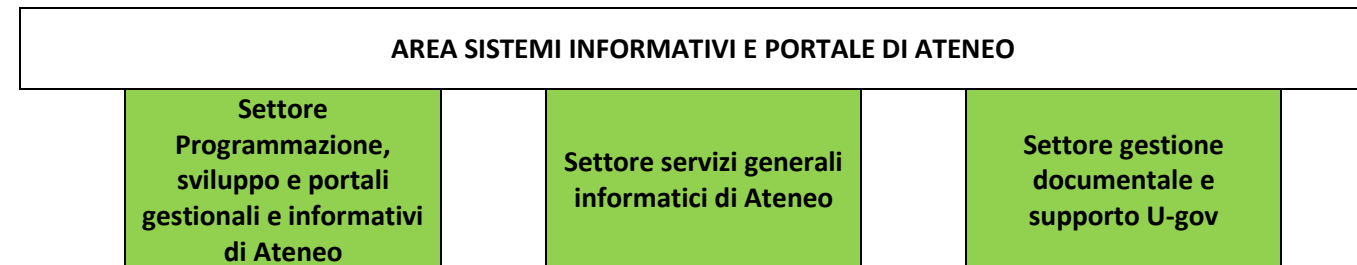 AREA SISTEMI INFORMATIVI E PORTALE DI ATENEO
Settore
Programmazione,
sviluppo e portali
gestionali e informativi
di Ateneo
Settore servizi generali
informatici di Ateneo
Settore gestione
documentale e
supporto U-gov